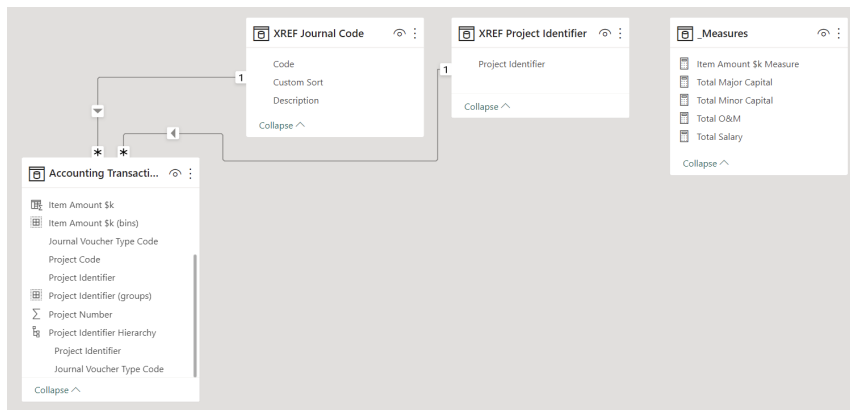 XREF Journal Code
Code
Custom Sort
Description
Collapse
XREF Project Identifier
Project Identifier
Collapse
_Measures
Item Amount $k Measure
Total Major Capital
Total Minor Capital
Total O&M
Total Salary
Collapse
1
1
*
*
Accounting Transacti...
Item Amount $k
Item Amount $k (bins)
Journal Voucher Type Code
Project Code
Project Identifier
Project Identifier (groups)
Project Number
Project Identifier Hierarchy
Project Identifier
Journal Voucher Type Code
Collapse